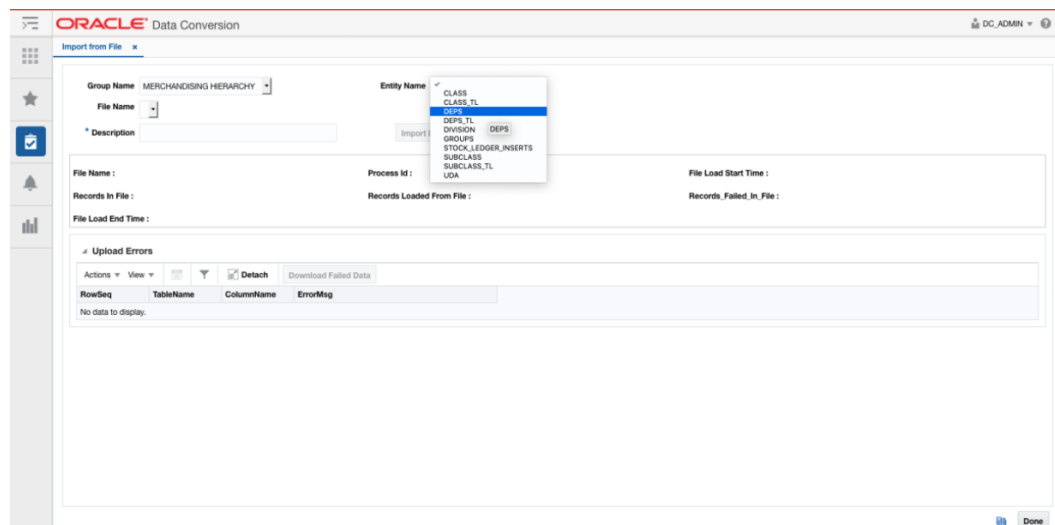 ORACLE® Data Conversion
DC_ADMIN
Import from File
Group Name MERCHANDISING HIERARCHY
Entity Name
File Name
* Description
Import
CLASS
CLASS_TL
DEPS
DEPS_TL
DIVISION
DEPS
GROUPS
STOCK_LEDGER_INSERTS
SUBCLASS
SUBCLASS_TL
UDA
File Name : Process Id : File Load Start Time :
Records In File : Records Loaded From File : Records_Failed_In_File :
File Load End Time :
Upload Errors
Actions View Detach Download Failed Data
RowSeq TableName ColumnName ErrorMsg
No data to display.
Done